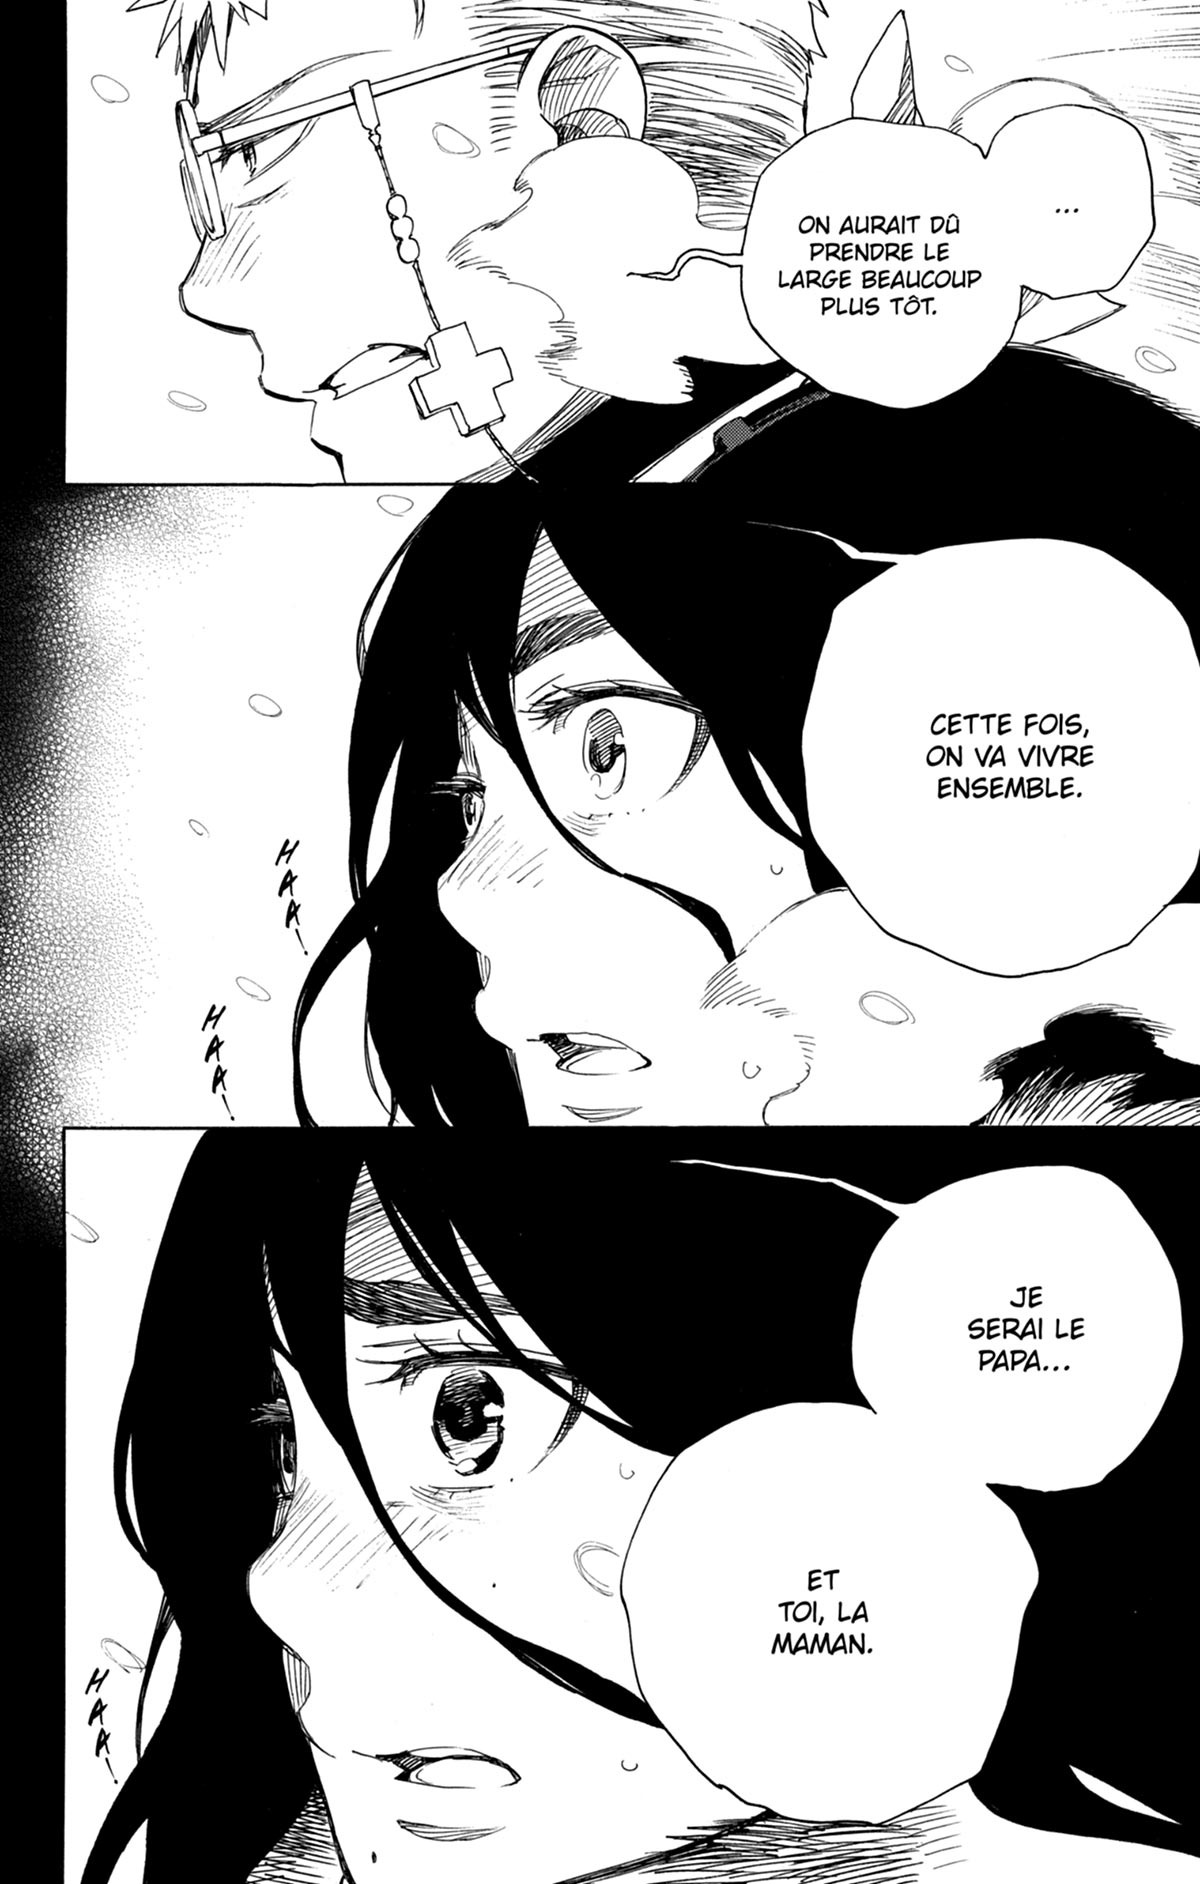 ...
ON AURAIT DÛ
PRENDRE LE
LARGE BEAUCOUP
PLUS TÔT.
CETTE FOIS,
ON VA VIVRE
ENSEMBLE.
HAA!
HAA!
JE
SERAI LE
PAPA...
ET
TOI, LA
MAMAN.
HAA!